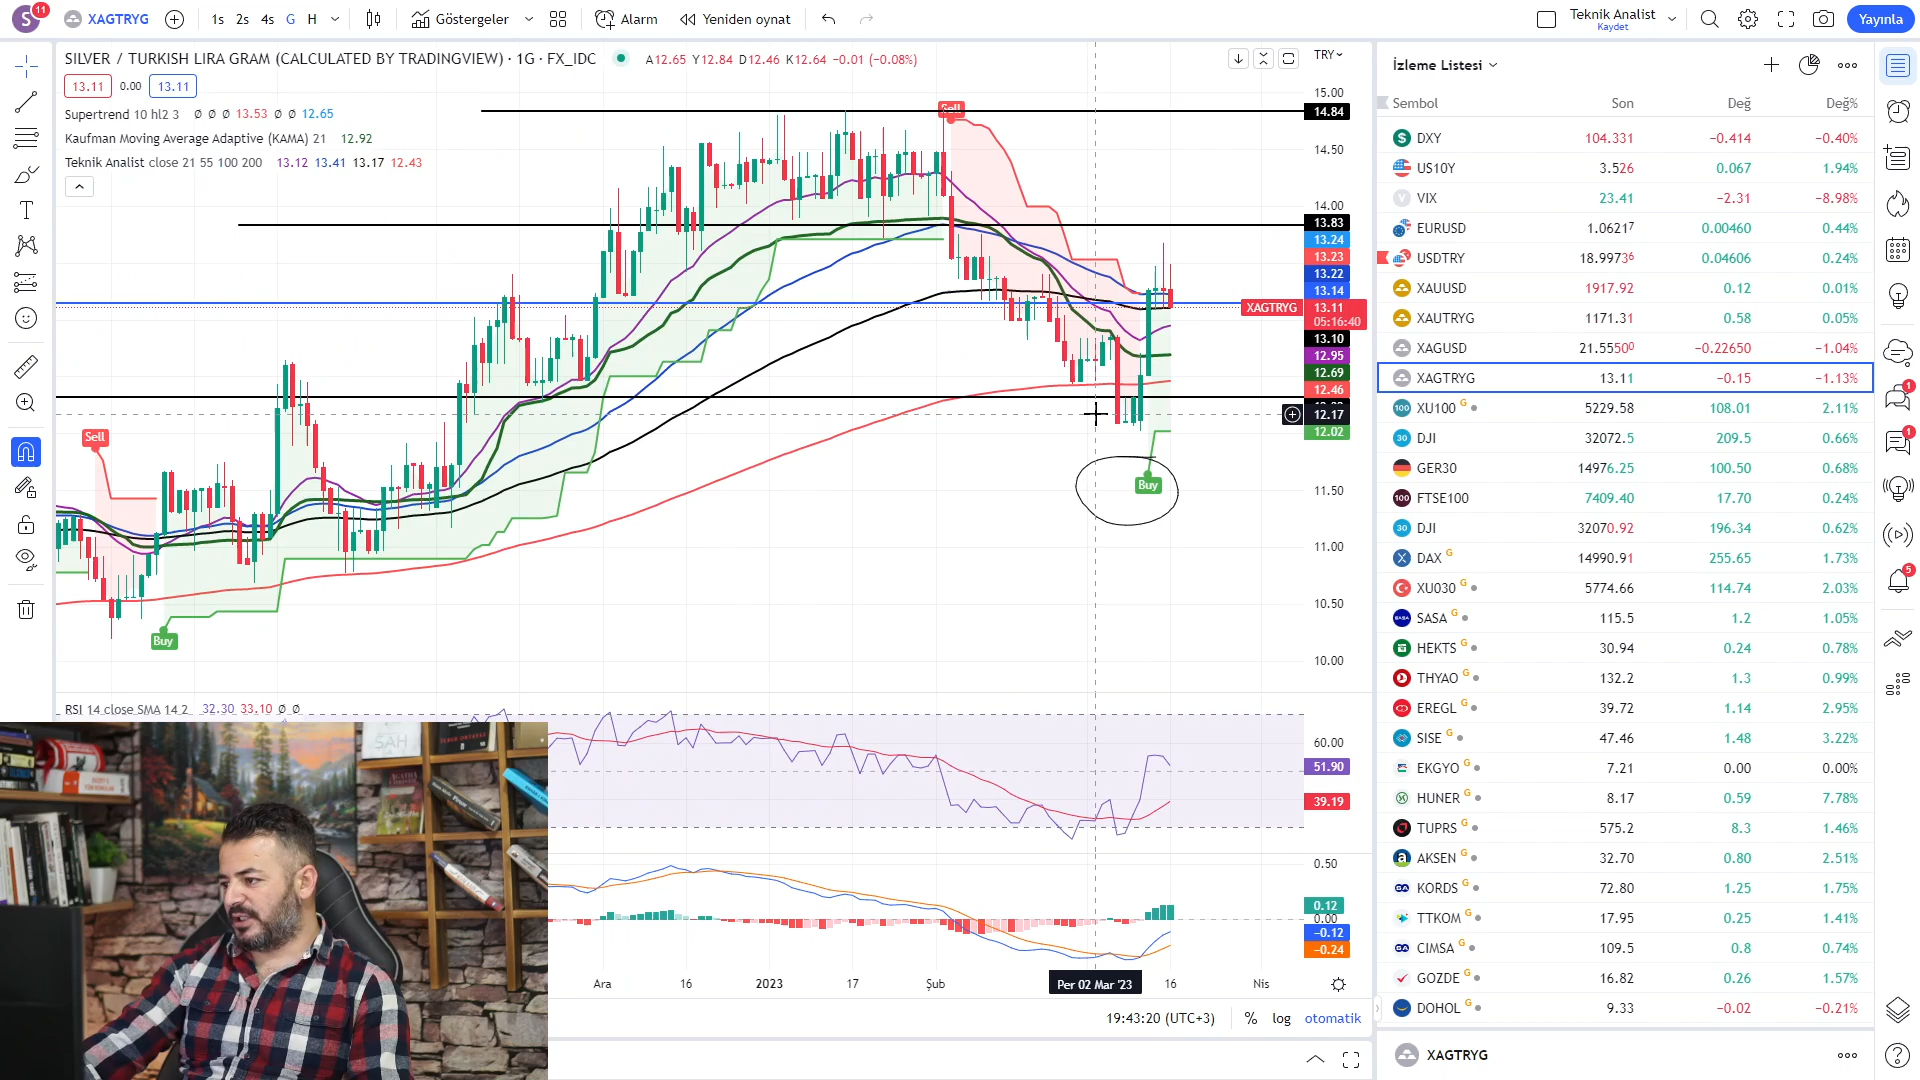 S 11 XAGTRYG 1s 2s 4s G H Göstergeler Alarm Yeniden oynat Teknik Analist Kaydet Yayınla
SILVER / TURKISH LIRA GRAM (CALCULATED BY TRADINGVIEW) · 1G · FX_IDC A12.65 Y12.84 D12.46 K12.64 −0.01 (−0.08%) TRY
13.11 0.00 13.11
Supertrend 10 hl2 3 Ø Ø Ø 13.53 Ø Ø 12.65
Kaufman Moving Average Adaptive (KAMA) 21 12.92
Teknik Analist close 21 55 100 200 13.12 13.41 13.17 12.43
Sell
Sell
Buy
Buy
15.00
14.84
14.50
14.00
13.83
13.24
13.23
13.22
13.14
XAGTRYG 13.11
05:16:40
13.10
12.95
12.69
12.46
12.17
12.02
11.50
11.00
10.50
10.00
RSI 14 close SMA 14 2 32.30 33.10 Ø Ø
60.00
51.90
39.19
0.50
0.12
0.00
−0.12
−0.24
Ara 16 2023 17 Şub Per 02 Mar '23 16 Nis
19:43:20 (UTC+3) % log otomatik
İzleme Listesi
Sembol Son Değ Değ%
DXY 104.331 −0.414 −0.40%
US10Y 3.526 0.067 1.94%
VIX 23.41 −2.31 −8.98%
EURUSD 1.06217 0.00460 0.44%
USDTRY 18.99736 0.04606 0.24%
XAUUSD 1917.92 0.12 0.01%
XAUTRYG 1171.31 0.58 0.05%
XAGUSD 21.55500 −0.22650 −1.04%
XAGTRYG 13.11 −0.15 −1.13%
100 XU100 G 5229.58 108.01 2.11%
30 DJI 32072.5 209.5 0.66%
GER30 14976.25 100.50 0.68%
100 FTSE100 7409.40 17.70 0.24%
30 DJI 32070.92 196.34 0.62%
DAX G 14990.91 255.65 1.73%
XU030 G 5774.66 114.74 2.03%
SASA G 115.5 1.2 1.05%
HEKTS G 30.94 0.24 0.78%
THYAO G 132.2 1.3 0.99%
EREGL G 39.72 1.14 2.95%
SISE G 47.46 1.48 3.22%
EKGYO G 7.21 0.00 0.00%
HUNER G 8.17 0.59 7.78%
TUPRS G 575.2 8.3 1.46%
AKSEN G 32.70 0.80 2.51%
KORDS G 72.80 1.25 1.75%
TTKOM G 17.95 0.25 1.41%
CIMSA G 109.5 0.8 0.74%
GOZDE G 16.82 0.26 1.57%
DOHOL G 9.33 −0.02 −0.21%
XAGTRYG
1
1
5
ŞAH